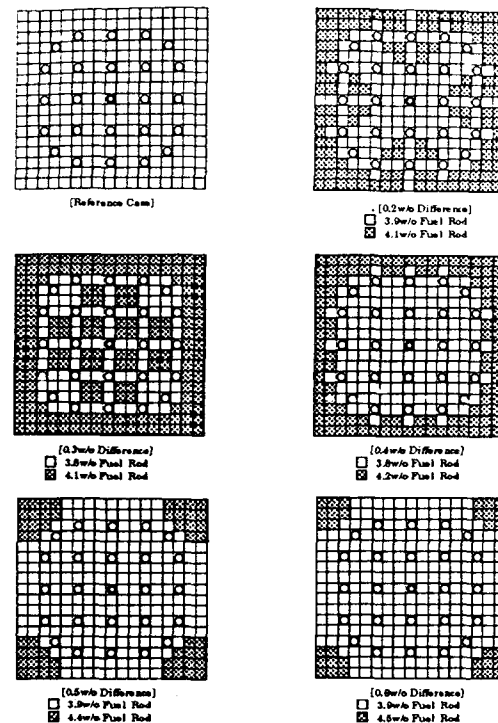 [Reference Case]
. [0.2w/o Difference]
3.9w/o Fuel Rod
4.1w/o Fuel Rod
[0.3w/o Difference]
3.8w/o Fuel Rod
4.1w/o Fuel Rod
[0.4w/o Difference]
3.8w/o Fuel Rod
4.2w/o Fuel Rod
[0.5w/o Difference]
3.9w/o Fuel Rod
4.4w/o Fuel Rod
[0.6w/o Difference]
3.9w/o Fuel Rod
4.5w/o Fuel Rod